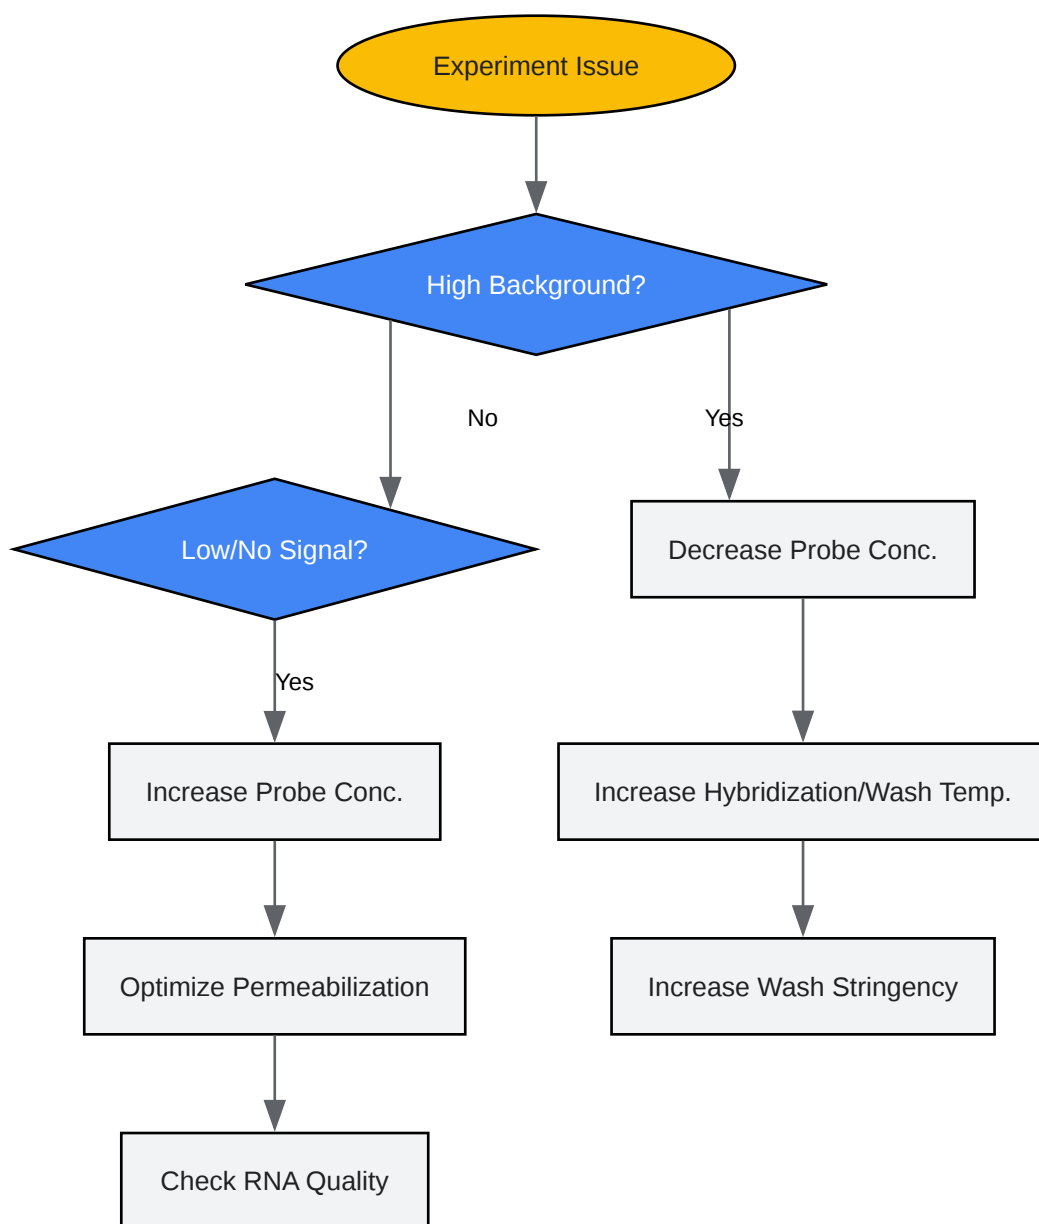 Experiment Issue
High Background?
No
Yes
Low/No Signal?
Decrease Probe Conc.
Yes
Increase Probe Conc.
Increase Hybridization/Wash Temp.
Optimize Permeabilization
Increase Wash Stringency
Check RNA Quality